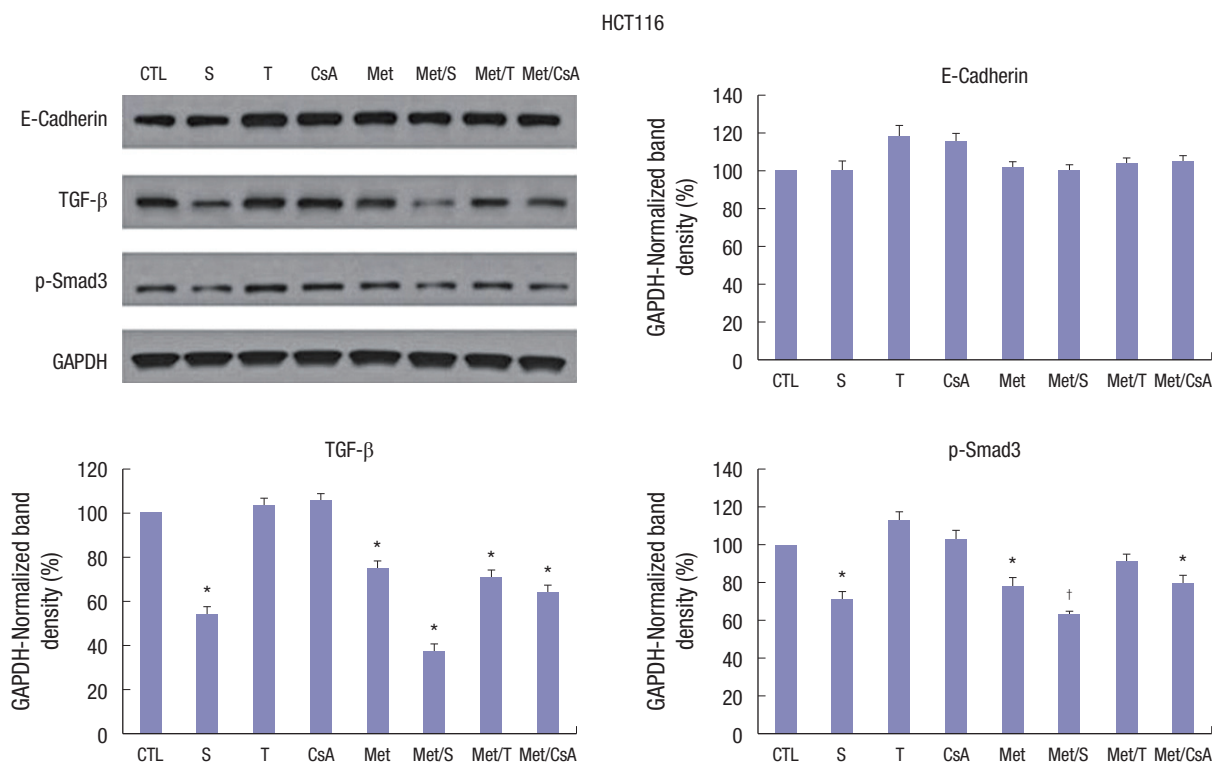 HCT116
CTL S T CsA Met Met/S Met/T Met/CsA
E-Cadherin
TGF-β
p-Smad3
GAPDH
E-Cadherin
GAPDH-Normalized band
density (%)
140
120
100
80
60
40
20
0
CTL S T CsA Met Met/S Met/T Met/CsA
TGF-β
GAPDH-Normalized band
density (%)
120
100
80
60
40
20
0
* * * * *
CTL S T CsA Met Met/S Met/T Met/CsA
p-Smad3
GAPDH-Normalized band
density (%)
140
120
100
80
60
40
20
0
* * † *
CTL S T CsA Met Met/S Met/T Met/CsA